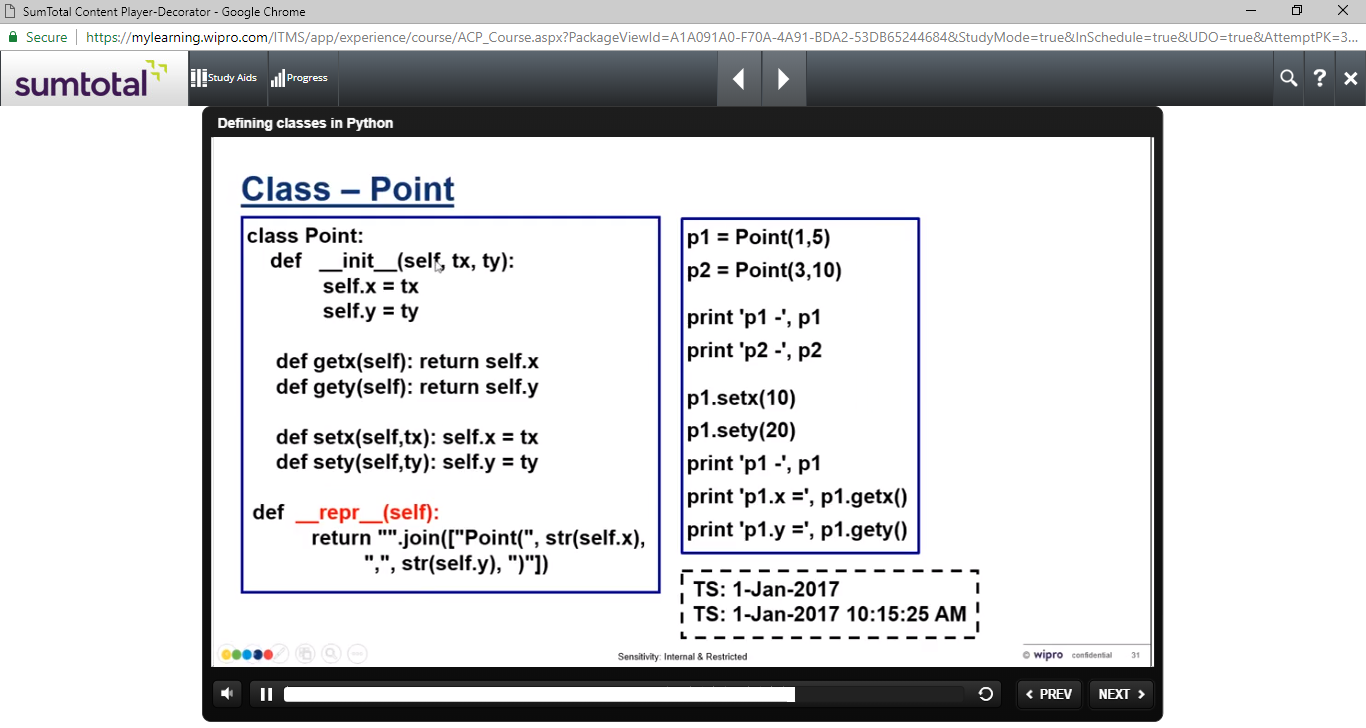 SumTotal Content Player-Decorator - Google Chrome
Secure | https://mylearning.wipro.com/ITMS/app/experience/course/ACP_Course.aspx?PackageViewId=A1A091A0-F70A-4A91-BDA2-53DB65244684&StudyMode=true&InSchedule=true&UDO=true&AttemptPK=3...
sumtotal Study Aids Progress ?
Defining classes in Python
Class – Point
class Point:
def __init__(self, tx, ty):
self.x = tx
self.y = ty
def getx(self): return self.x
def gety(self): return self.y
def setx(self,tx): self.x = tx
def sety(self,ty): self.y = ty
def __repr__(self):
return "".join(["Point(", str(self.x),
",", str(self.y), ")"])
p1 = Point(1,5)
p2 = Point(3,10)
print 'p1 -', p1
print 'p2 -', p2
p1.setx(10)
p1.sety(20)
print 'p1 -', p1
print 'p1.x =', p1.getx()
print 'p1.y =', p1.gety()
TS: 1-Jan-2017
TS: 1-Jan-2017 10:15:25 AM
Sensitivity: Internal & Restricted
© wipro confidential 31
PREV NEXT